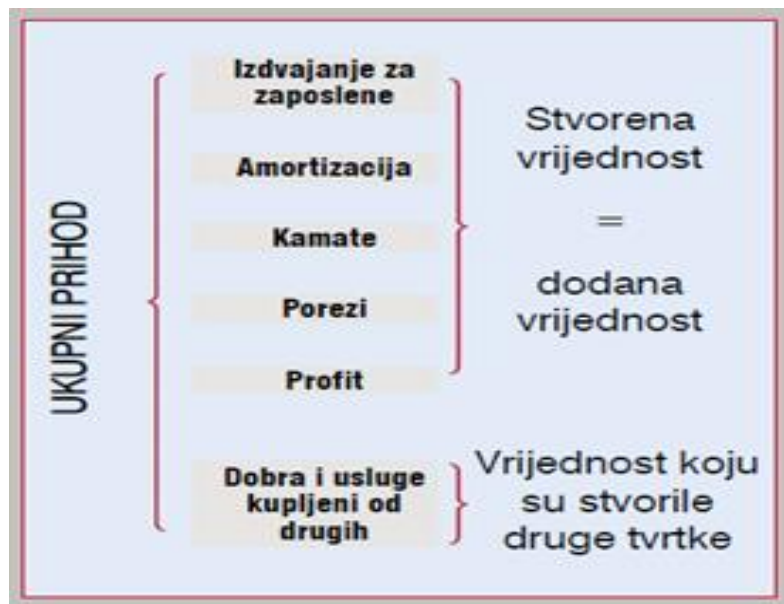 UKUPNI PRIHOD
Izdvajanje za
zaposlene
Amortizacija
Kamate
Porezi
Profit
Stvorena
vrijednost
=
dodana
vrijednost
Dobra i usluge
kupljeni od
drugih
Vrijednost koju
su stvorile
druge tvrtke